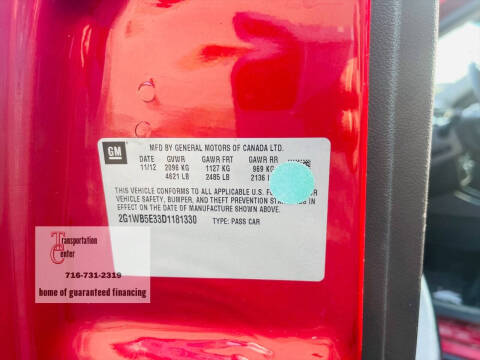 GM
MFD BY GENERAL MOTORS OF CANADA LTD.
DATE GVWR GAWR FRT GAWR RR
11/12 2096 KG 1127 KG 969 KG
4621 LB 2485 LB 2136 L
THIS VEHICLE CONFORMS TO ALL APPLICABLE U.S.
VEHICLE SAFETY, BUMPER, AND THEFT PREVENTION STANDARDS
IN EFFECT ON THE DATE OF MANUFACTURE SHOWN ABOVE.
2G1WB5E33D1181330 TYPE: PASS CAR
Transportation
Center
716-731-2319
home of guaranteed financing